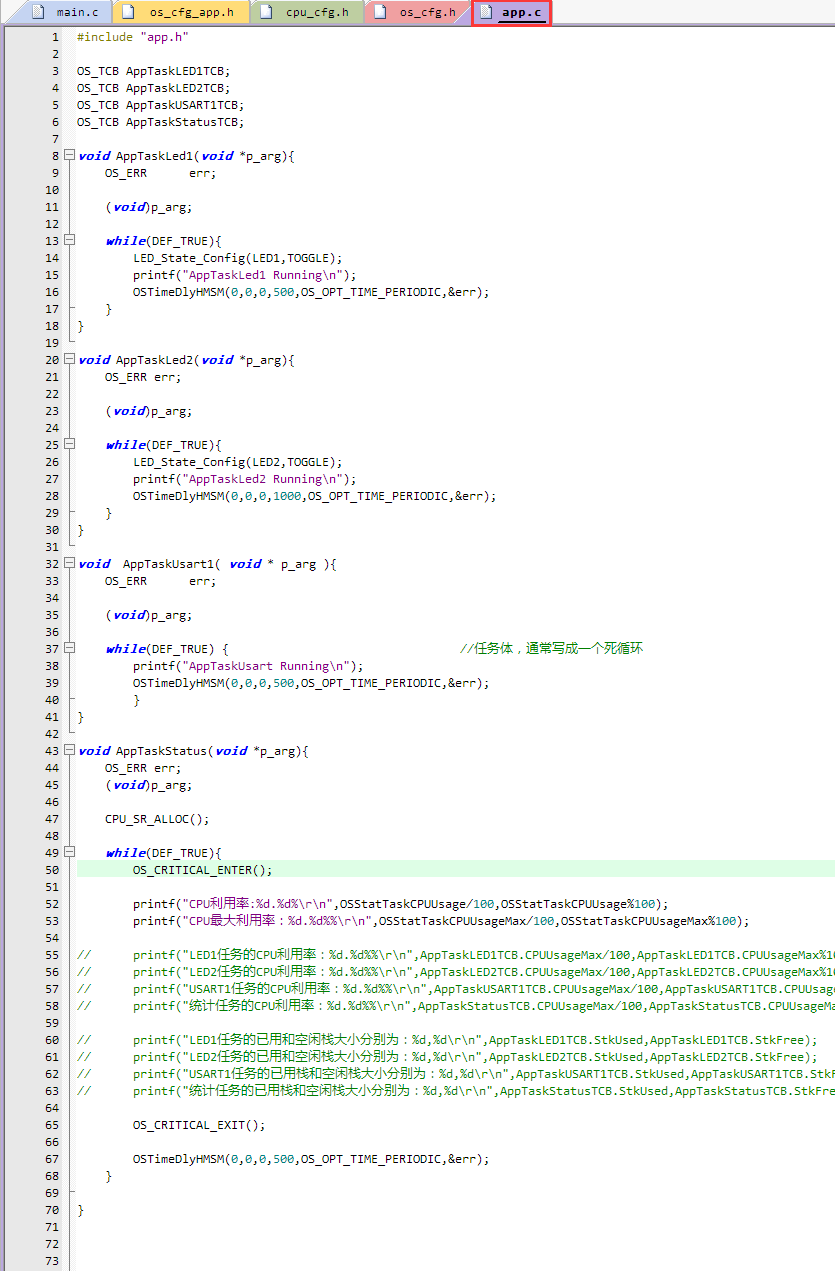 main.c os_cfg_app.h cpu_cfg.h os_cfg.h app.c
1 #include "app.h"
2
3 OS_TCB AppTaskLED1TCB;
4 OS_TCB AppTaskLED2TCB;
5 OS_TCB AppTaskUSART1TCB;
6 OS_TCB AppTaskStatusTCB;
7
8 void AppTaskLed1(void *p_arg){
9 OS_ERR      err;
10
11 (void)p_arg;
12
13 while(DEF_TRUE){
14 LED_State_Config(LED1,TOGGLE);
15 printf("AppTaskLed1 Running\n");
16 OSTimeDlyHMSM(0,0,0,500,OS_OPT_TIME_PERIODIC,&err);
17 }
18 }
19
20 void AppTaskLed2(void *p_arg){
21 OS_ERR err;
22
23 (void)p_arg;
24
25 while(DEF_TRUE){
26 LED_State_Config(LED2,TOGGLE);
27 printf("AppTaskLed2 Running\n");
28 OSTimeDlyHMSM(0,0,0,1000,OS_OPT_TIME_PERIODIC,&err);
29 }
30 }
31
32 void  AppTaskUsart1( void * p_arg ){
33 OS_ERR      err;
34
35 (void)p_arg;
36
37 while(DEF_TRUE) {                    //任务体，通常写成一个死循环
38 printf("AppTaskUsart Running\n");
39 OSTimeDlyHMSM(0,0,0,500,OS_OPT_TIME_PERIODIC,&err);
40 }
41 }
42
43 void AppTaskStatus(void *p_arg){
44 OS_ERR err;
45 (void)p_arg;
46
47 CPU_SR_ALLOC();
48
49 while(DEF_TRUE){
50 OS_CRITICAL_ENTER();
51
52 printf("CPU利用率:%d.%d%\r\n",OSStatTaskCPUUsage/100,OSStatTaskCPUUsage%100);
53 printf("CPU最大利用率：%d.%d%%\r\n",OSStatTaskCPUUsageMax/100,OSStatTaskCPUUsageMax%100);
54
55 //      printf("LED1任务的CPU利用率：%d.%d%%\r\n",AppTaskLED1TCB.CPUUsageMax/100,AppTaskLED1TCB.CPUUsageMax%10
56 //      printf("LED2任务的CPU利用率：%d.%d%%\r\n",AppTaskLED2TCB.CPUUsageMax/100,AppTaskLED2TCB.CPUUsageMax%10
57 //      printf("USART1任务的CPU利用率：%d.%d%%\r\n",AppTaskUSART1TCB.CPUUsageMax/100,AppTaskUSART1TCB.CPUUsage
58 //      printf("统计任务的CPU利用率：%d.%d%%\r\n",AppTaskStatusTCB.CPUUsageMax/100,AppTaskStatusTCB.CPUUsageMa
59
60 //      printf("LED1任务的已用和空闲栈大小分别为：%d,%d\r\n",AppTaskLED1TCB.StkUsed,AppTaskLED1TCB.StkFree);
61 //      printf("LED2任务的已用和空闲栈大小分别为：%d,%d\r\n",AppTaskLED2TCB.StkUsed,AppTaskLED2TCB.StkFree);
62 //      printf("USART1任务的已用栈和空闲栈大小分别为：%d,%d\r\n",AppTaskUSART1TCB.StkUsed,AppTaskUSART1TCB.StkF
63 //      printf("统计任务的已用栈和空闲栈大小分别为：%d,%d\r\n",AppTaskStatusTCB.StkUsed,AppTaskStatusTCB.StkFre
64
65 OS_CRITICAL_EXIT();
66
67 OSTimeDlyHMSM(0,0,0,500,OS_OPT_TIME_PERIODIC,&err);
68 }
69
70 }
71
72
73